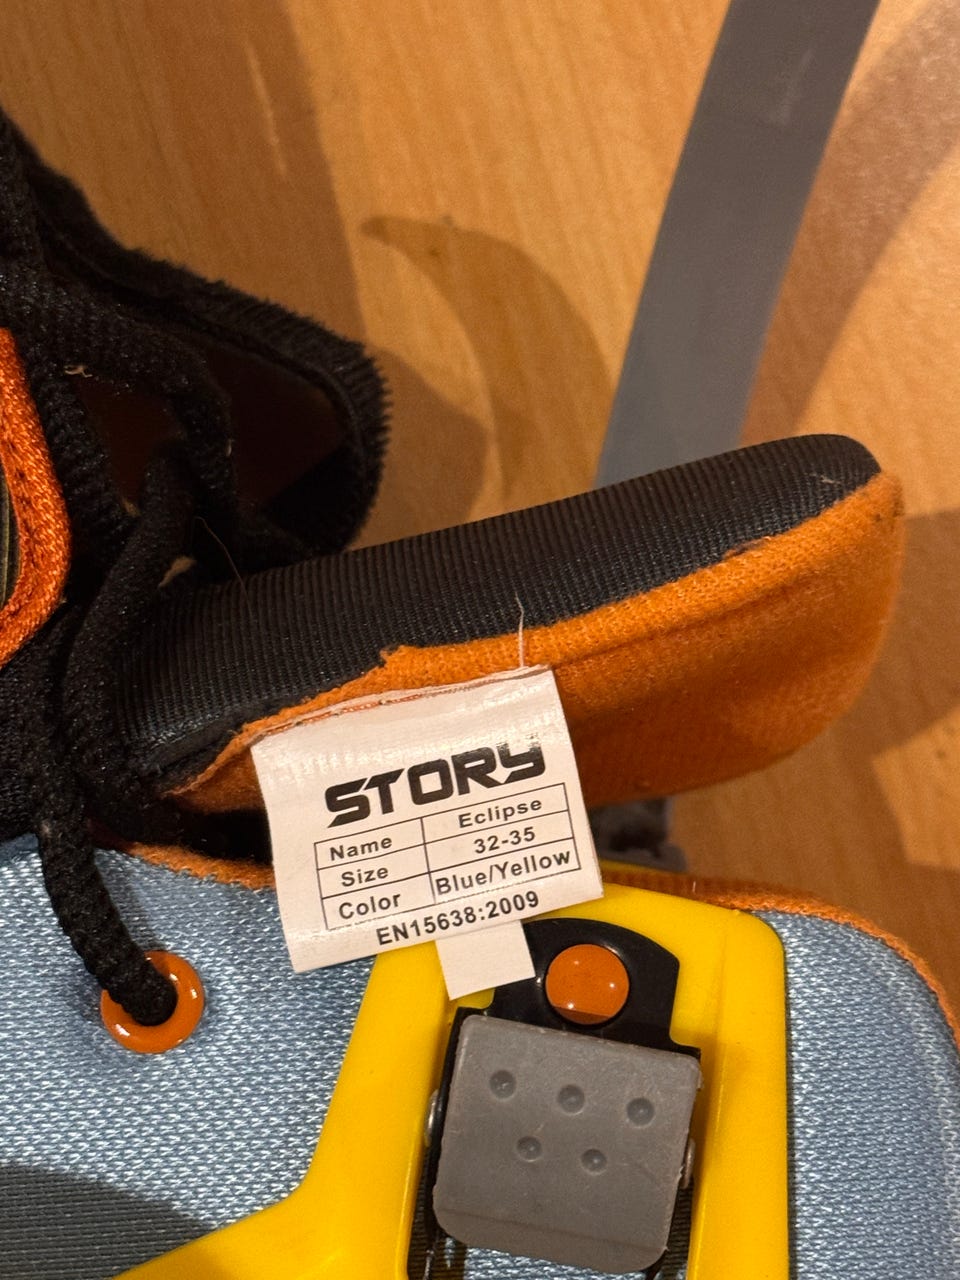 STORY
Name Eclipse
Size 32-35
Color Blue/Yellow
EN15638:2009